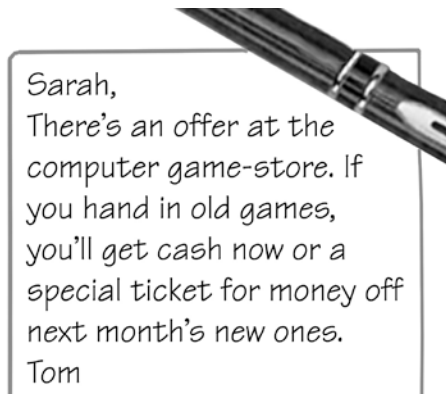 Sarah,
There's an offer at the
computer game-store. If
you hand in old games,
you'll get cash now or a
special ticket for money off
next month's new ones.
Tom